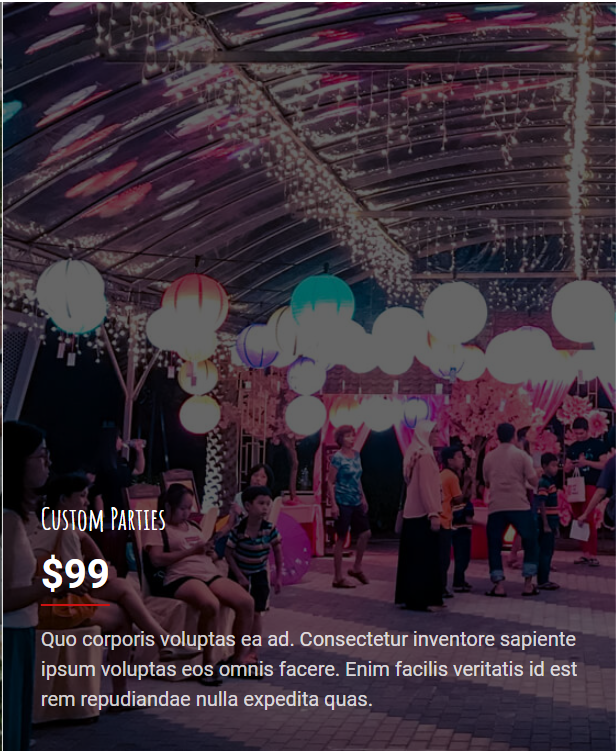 Custom Parties
$99
Quo corporis voluptas ea ad. Consectetur inventore sapiente
ipsum voluptas eos omnis facere. Enim facilis veritatis id est
rem repudiandae nulla expedita quas.